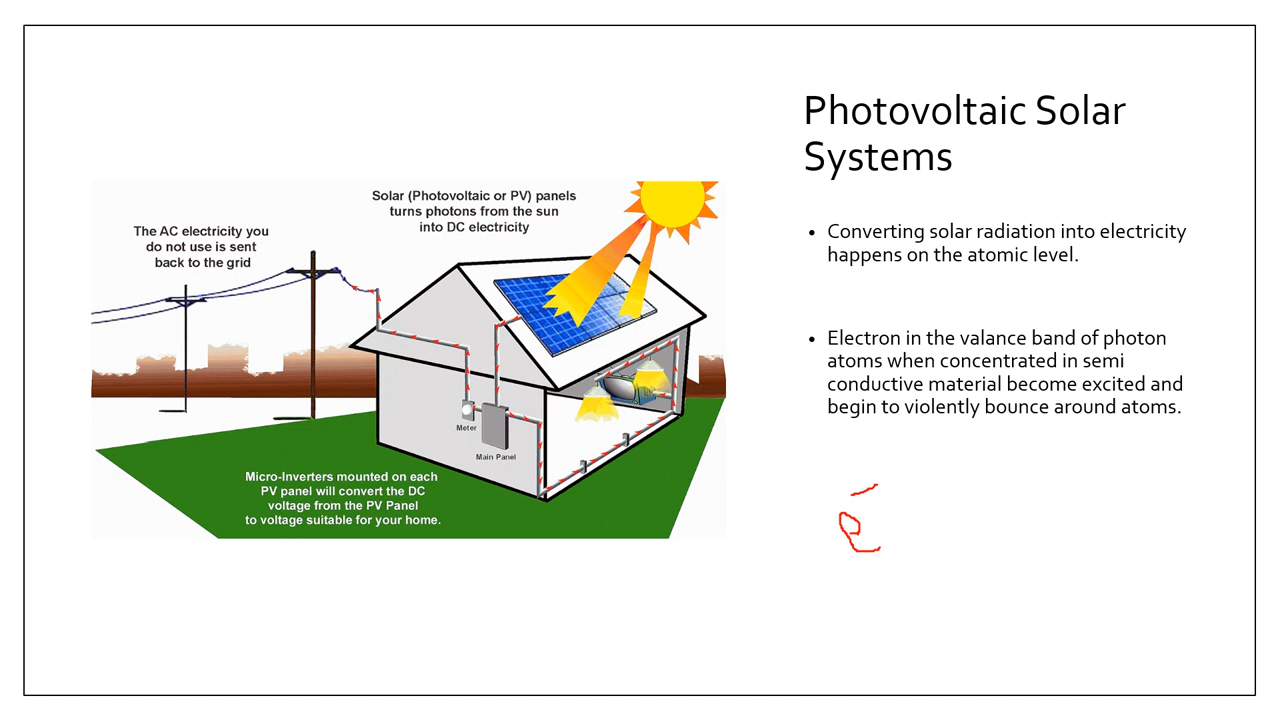 Photovoltaic Solar
Systems
Solar (Photovoltaic or PV) panels
turns photons from the sun
into DC electricity
The AC electricity you
do not use is sent
back to the grid
Meter
Main Panel
Micro-Inverters mounted on each
PV panel will convert the DC
voltage from the PV Panel
to voltage suitable for your home.
• Converting solar radiation into electricity
happens on the atomic level.
• Electron in the valance band of photon
atoms when concentrated in semi
conductive material become excited and
begin to violently bounce around atoms.
ē